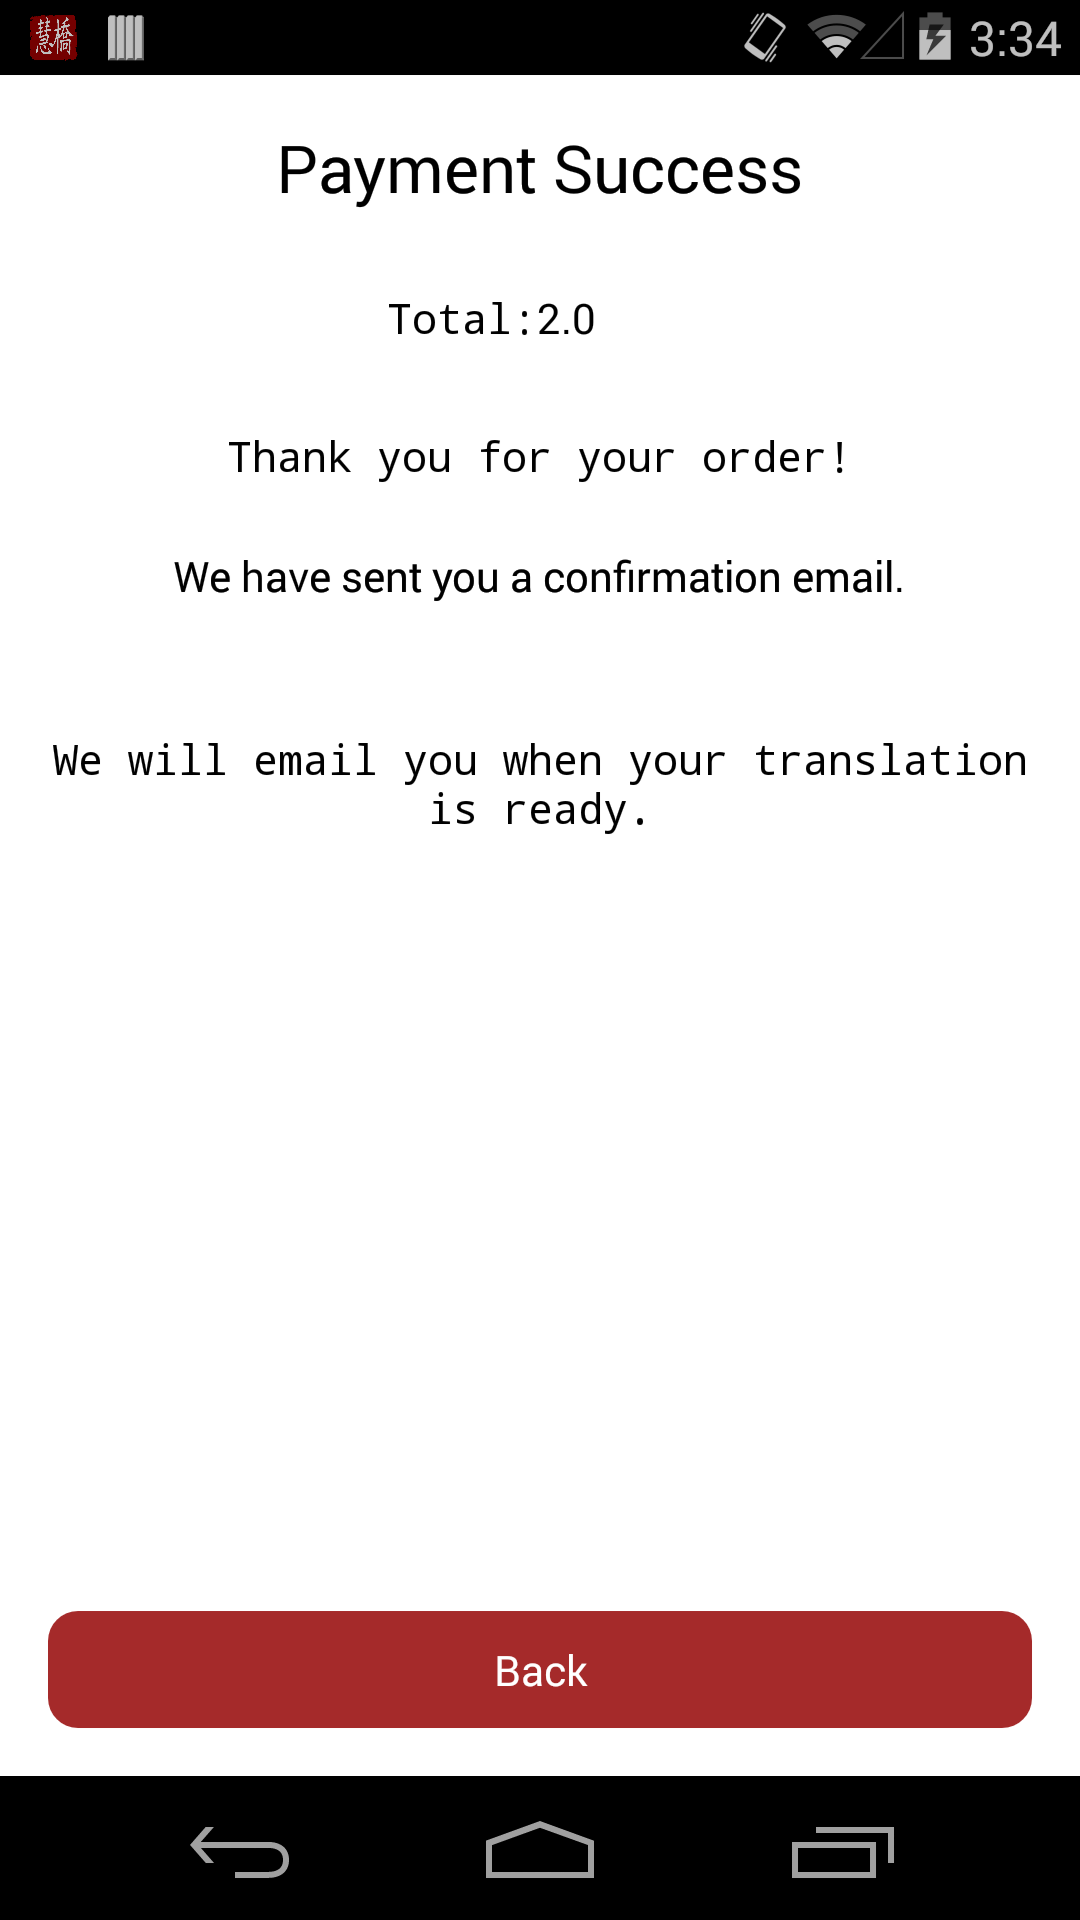 慧橋
3:34
Payment Success
Total:2.0
Thank you for your order!
We have sent you a confirmation email.
We will email you when your translation
is ready.
Back